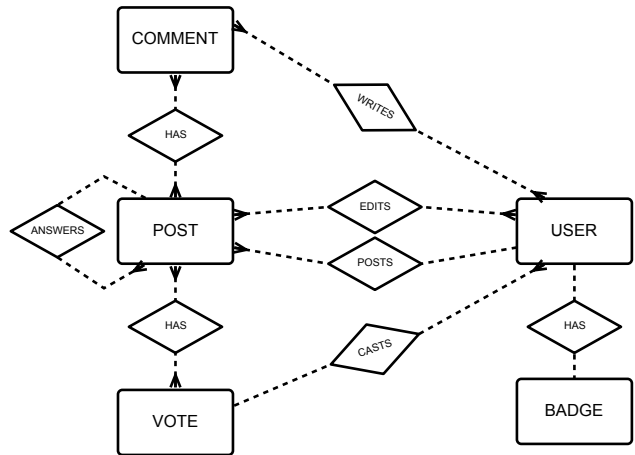 COMMENT
WRITES
HAS
ANSWERS
POST
EDITS
USER
POSTS
HAS
HAS
CASTS
VOTE
BADGE